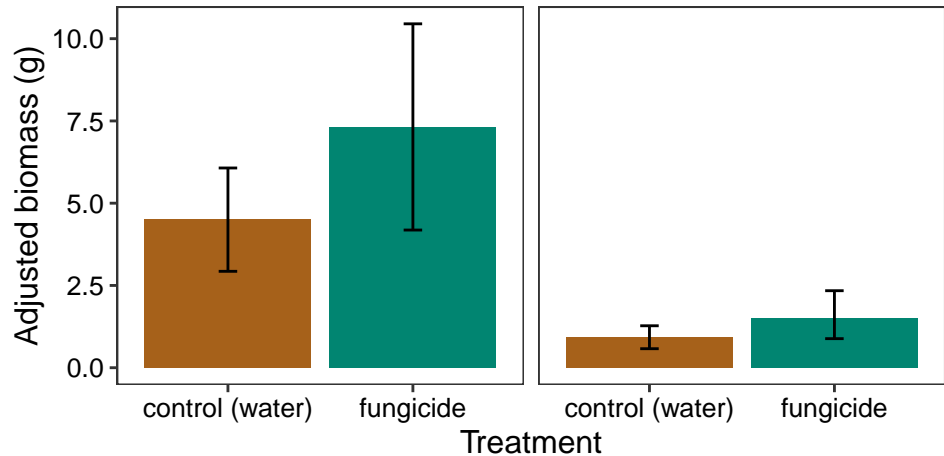 Adjusted biomass (g)
10.0
7.5
5.0
2.5
0.0
control (water) fungicide control (water) fungicide
Treatment